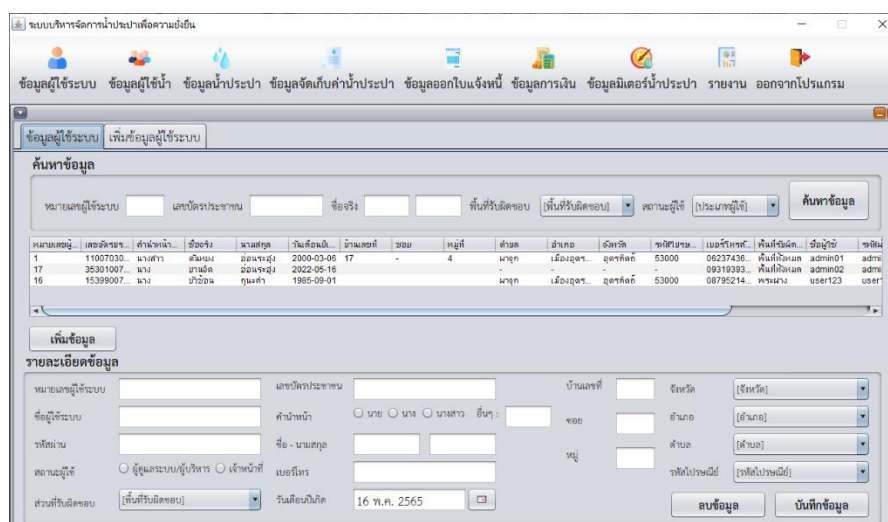 ระบบบริหารจัดการน้ำประปาเพื่อความยั่งยืน
ข้อมูลผู้ใช้ระบบ ข้อมูลผู้ใช้น้ำ ข้อมูลน้ำประปา ข้อมูลจัดเก็บค่าน้ำประปา ข้อมูลออกใบแจ้งหนี้ ข้อมูลการเงิน ข้อมูลมิเตอร์น้ำประปา รายงาน ออกจากโปรแกรม
ข้อมูลผู้ใช้ระบบ เพิ่มข้อมูลผู้ใช้ระบบ
ค้นหาข้อมูล
หมายเลขผู้ใช้ระบบ เลขบัตรประชาชน ชื่อจริง พื้นที่รับผิดชอบ [พื้นที่รับผิดชอบ] สถานะผู้ใช้ [ประเภทผู้ใช้] ค้นหาข้อมูล
หมายเลขผู้... เลขบัตรปร... คำนำหน้า... ชื่อจริง นามสกุล วันเดือนปีเ... บ้านเลขที่ ซอย หมู่ที่ ตำบล อำเภอ จังหวัด รหัสไปรษ... เบอร์โทรศั... พื้นที่รับผิด... ชื่อผู้ใช้
1 11007030... นางสาว อ่อนระฮุ่ง 2000-03-06 17 - 4 ผาจุก เมืองอุตร... อุตรดิตถ์ 53000 06237436... พื้นที่ทั้งหมด admin01 admi
17 35301007... นาง อ่อนระฮุ่ง 2022-05-16 - - - 09319393... พื้นที่ทั้งหมด admin02 admi
16 15399007... นาง 1985-09-01 ผาจุก เมืองอุตร... อุตรดิตถ์ 53000 08795214... พระฝาง user123 user'
เพิ่มข้อมูล
รายละเอียดข้อมูล
หมายเลขผู้ใช้ระบบ เลขบัตรประชาชน บ้านเลขที่ จังหวัด [จังหวัด]
ชื่อผู้ใช้ระบบ คำนำหน้า นาย นาง นางสาว อื่นๆ : ซอย อำเภอ [อำเภอ]
รหัสผ่าน ชื่อ - นามสกุล หมู่ ตำบล [ตำบล]
สถานะผู้ใช้ ผู้ดูแลระบบ/ผู้บริหาร เจ้าหน้าที่ เบอร์โทร รหัสไปรษณีย์ [รหัสไปรษณีย์]
ส่วนที่รับผิดชอบ [พื้นที่รับผิดชอบ] วันเดือนปีเกิด 16 พ.ค. 2565 ลบข้อมูล บันทึกข้อมูล